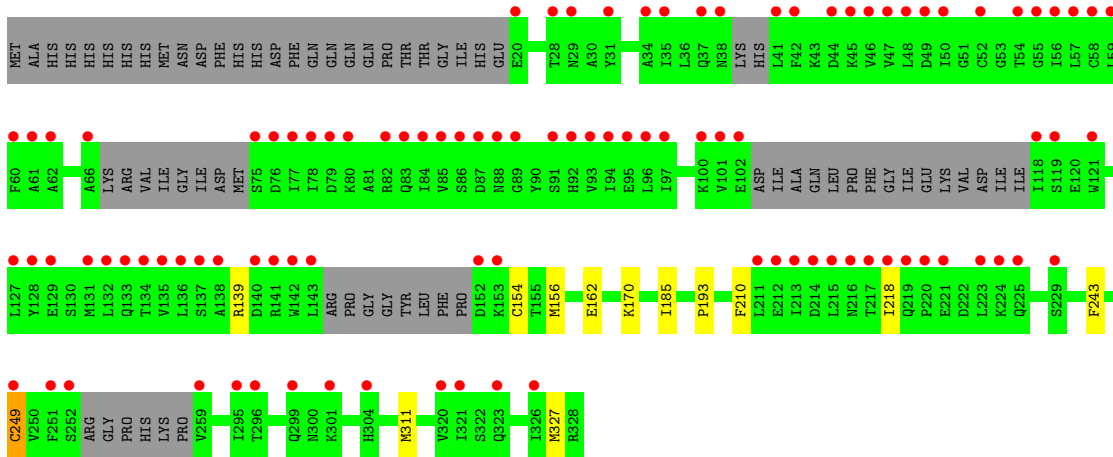 MET ALA HIS HIS HIS HIS HIS HIS HIS MET ASN ASP PHE HIS HIS ASP PHE GLN GLN GLN GLN PRO THR THR GLY ILE HIS GLU E20 T28 N29 A30 Y31 A34 I35 L36 Q37 N38 LYS HIS L41 F42 K43 D44 K45 V46 V47 L48 D49 I50 G51 C52 G53 T54 G55 I56 L57 C58 L59
F60 A61 A62 A66 LYS ARG VAL ILE GLY ILE ASP MET S75 D76 I77 I78 D79 K80 A81 R82 Q83 I84 V85 S86 D87 N88 G89 Y90 S91 H92 V93 I94 E95 L96 I97 K100 V101 E102 ASP ILE ALA GLN LEU PRO PHE GLY ILE GLU LYS VAL ASP ILE ILE I118 S119 E120 W121
L127 Y128 E129 S130 M131 L132 Q133 T134 V135 L136 S137 A138 R139 D140 R141 W142 L143 ARG PRO GLY GLY TYR LEU PHE PRO D152 K153 C154 T155 M156 E162 K170 I185 P193 F210 L211 E212 I213 D214 L215 N216 T217 I218 Q219 P220 E221 D222 L223 K224 Q225 S229 F243
C249 V250 F251 S252 ARG GLY PRO HIS LYS PRO V259 I295 T296 Q299 N300 K301 H304 M311 V320 I321 S322 Q323 I326 M327 R328